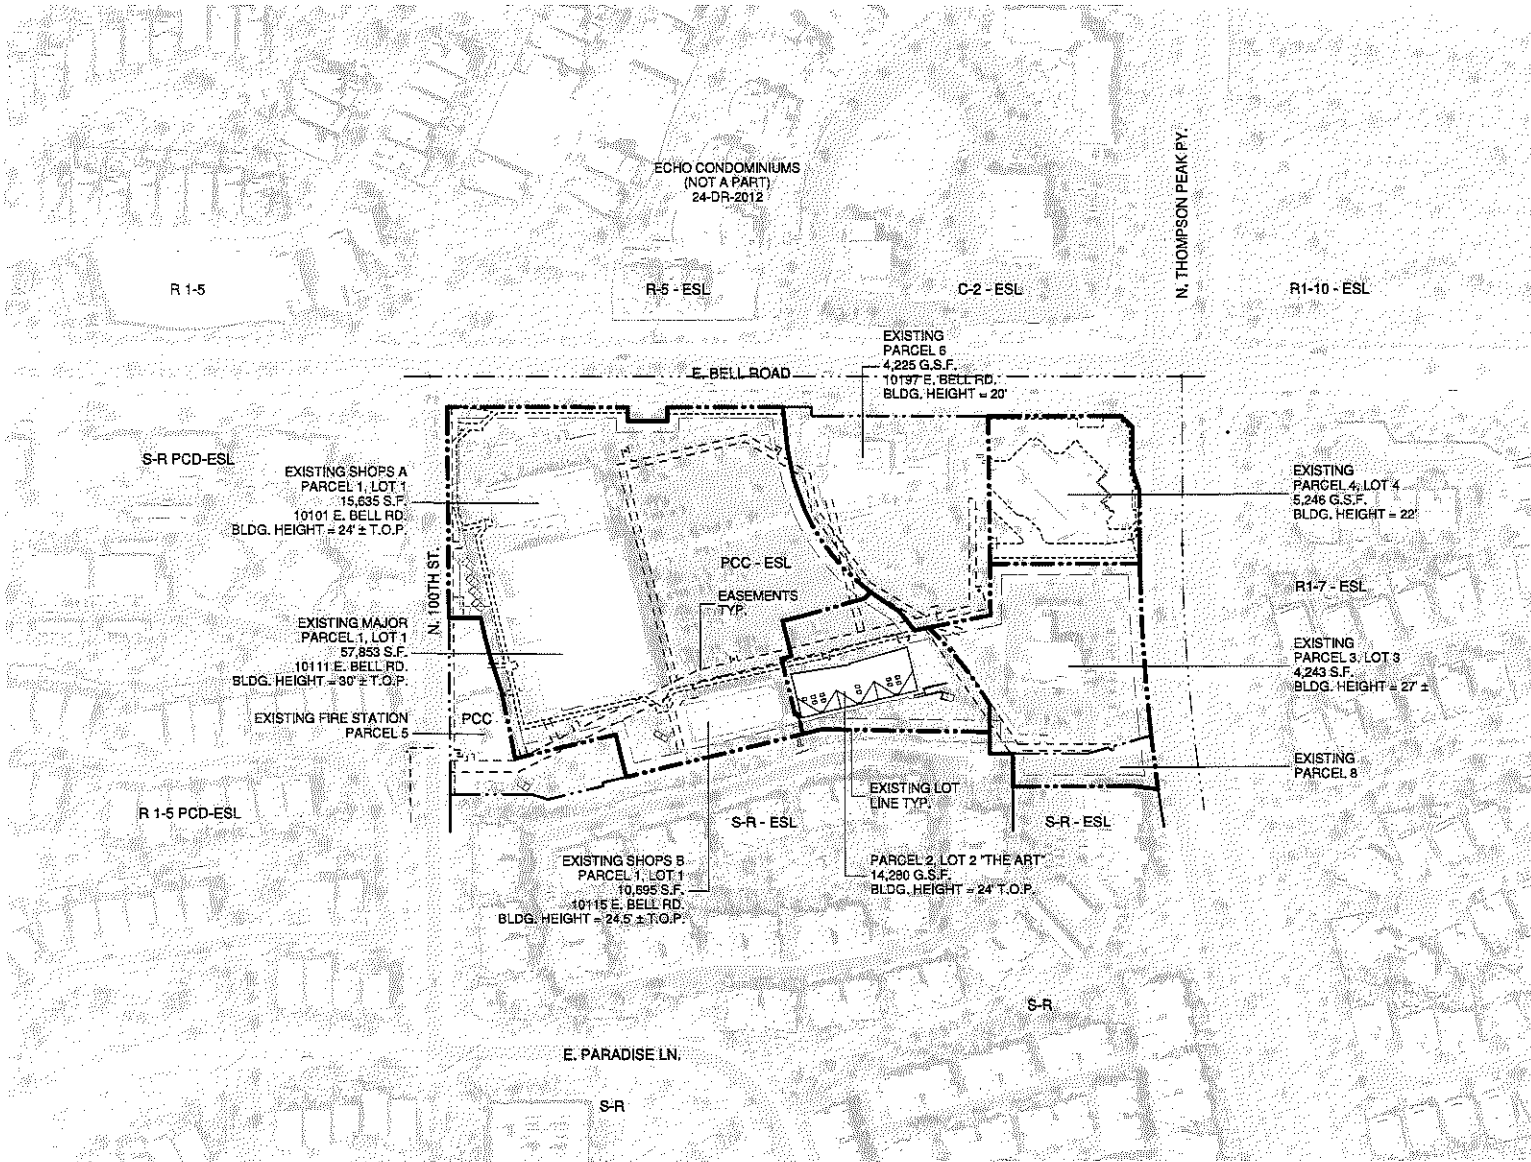 ECHO CONDOMINIUMS
(NOT A PART)
24-DR-2012
N. THOMPSON PEAK PY.
R 1-5
R-5 - ESL
C-2 - ESL
R1-10 - ESL
EXISTING
PARCEL 6
4,225 G.S.F.
10197 E. BELL RD.
BLDG. HEIGHT = 20'
E. BELL ROAD
S-R PCD-ESL
EXISTING SHOPS A
PARCEL 1, LOT 1
15,635 S.F.
10101 E. BELL RD.
BLDG. HEIGHT = 24' ± T.O.P.
EXISTING
PARCEL 4, LOT 4
5,246 G.S.F.
BLDG. HEIGHT = 22'
N. 100TH ST.
PCC - ESL
EASEMENTS
TYP.
R1-7 - ESL
EXISTING MAJOR
PARCEL 1, LOT 1
57,853 S.F.
10111 E. BELL RD.
BLDG. HEIGHT = 30' ± T.O.P.
EXISTING
PARCEL 3, LOT 3
4,243 S.F.
BLDG. HEIGHT = 27' ±
EXISTING FIRE STATION
PARCEL 5
PCC
EXISTING
PARCEL 8
EXISTING LOT
LINE TYP.
R 1-5 PCD-ESL
S-R - ESL
S-R - ESL
EXISTING SHOPS B
PARCEL 1, LOT 1
10,695 S.F.
10115 E. BELL RD.
BLDG. HEIGHT = 24.5' ± T.O.P.
PARCEL 2, LOT 2 "THE ART"
14,280 G.S.F.
BLDG. HEIGHT = 24' T.O.P.
S-R
E. PARADISE LN.
S-R